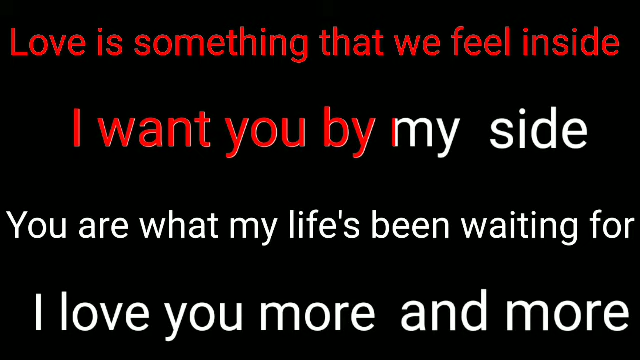 Love is something that we feel inside
I want you by my side
You are what my life's been waiting for
I love you more and more